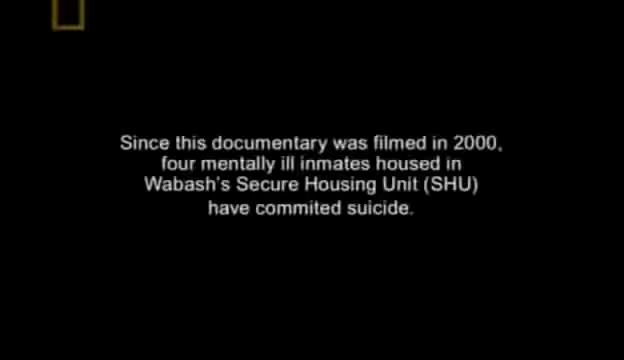 Since this documentary was filmed in 2000,
four mentally ill inmates housed in
Wabash's Secure Housing Unit (SHU)
have commited suicide.